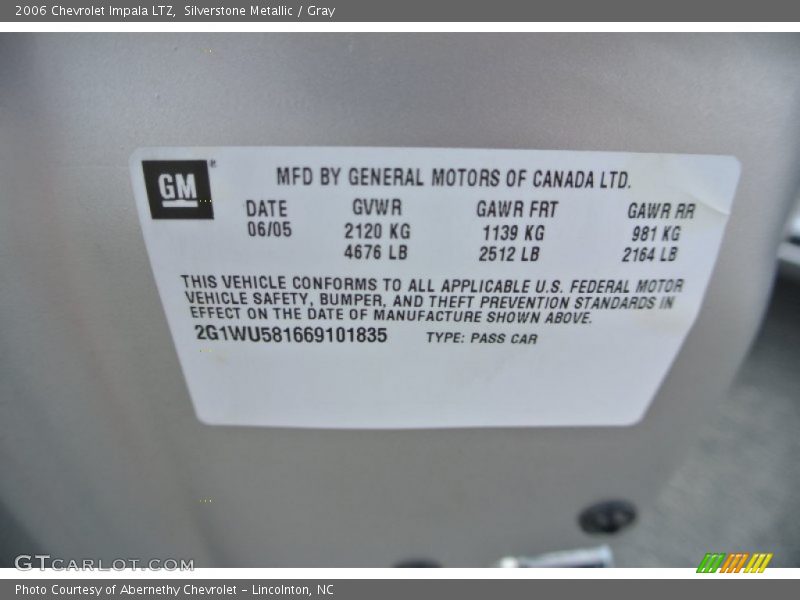 2006 Chevrolet Impala LTZ, Silverstone Metallic / Gray
GM®
MFD BY GENERAL MOTORS OF CANADA LTD.
DATE GVWR GAWR FRT GAWR RR
06/05 2120 KG 1139 KG 981 KG
4676 LB 2512 LB 2164 LB
THIS VEHICLE CONFORMS TO ALL APPLICABLE U.S. FEDERAL MOTOR
VEHICLE SAFETY, BUMPER, AND THEFT PREVENTION STANDARDS IN
EFFECT ON THE DATE OF MANUFACTURE SHOWN ABOVE.
2G1WU581669101835 TYPE: PASS CAR
GTCARLOT.COM
Photo Courtesy of Abernethy Chevrolet - Lincolnton, NC